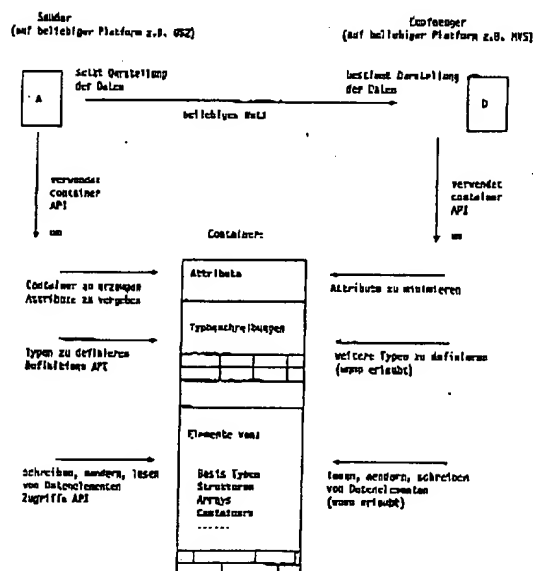 Sender
(auf beliebiger Platform z.B. OS2)
Empfaenger
(auf beliebiger Platform z.B. MVS)
setzt Darstellung
der Daten
bestimmt Darstellung
der Daten
A
D
beliebiges Netz
verwendet
container
API
um
verwendet
container
API
um
Container:
Attribute
Container zu erzeugen
Attribute zu vergeben
Attribute zu
Typbeschreibungen
Typen zu definieren
Definitions API
weitere Typen zu definieren
(wenn erlaubt)
Elemente von:
Schreiben, aendern, lesen
von Datenelementen
Zugriffs API
lesen, aendern, schreiben
von Datenelementen
(wenn erlaubt)
Basis Typen
Strukturen
Arrays
Containern
------